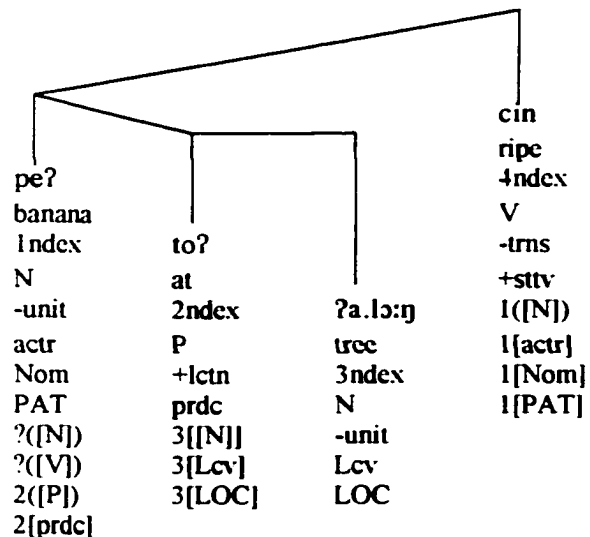 pe?
banana
1ndex
N
-unit
actr
Nom
PAT
?([N])
?([V])
2([P])
2[prdc]
to?
at
2ndex
P
+lctn
prdc
3[[N]]
3[Lcv]
3[LOC]
?a.lɔ:ŋ
tree
3ndex
N
-unit
Lcv
LOC
cin
ripe
4ndex
V
-trns
+sttv
1([N])
1[actr]
1[Nom]
1[PAT]